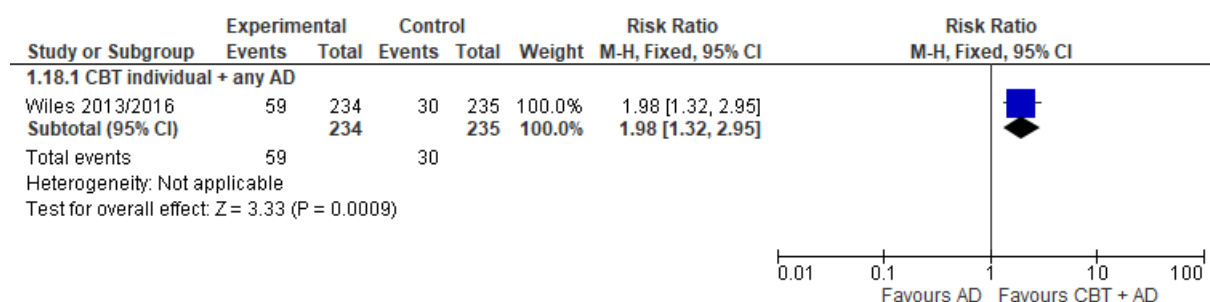 Experimental Control Risk Ratio Risk Ratio
Study or Subgroup Events Total Events Total Weight M-H, Fixed, 95% CI M-H, Fixed, 95% CI
1.18.1 CBT individual + any AD
Wiles 2013/2016 59 234 30 235 100.0% 1.98 [1.32, 2.95]
Subtotal (95% CI) 234 235 100.0% 1.98 [1.32, 2.95]
Total events 59 30
Heterogeneity: Not applicable
Test for overall effect: Z = 3.33 (P = 0.0009)
0.01 0.1 1 10 100
Favours AD Favours CBT + AD